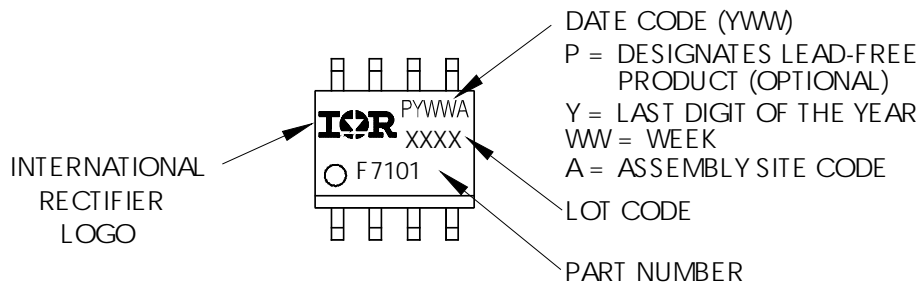 DATE CODE (YWW)
P = DESIGNATES LEAD-FREE
PRODUCT (OPTIONAL)
Y = LAST DIGIT OF THE YEAR
WW = WEEK
A = ASSEMBLY SITE CODE
LOT CODE
PART NUMBER
INTERNATIONAL
RECTIFIER
LOGO
IOR
PYWWA
XXXX
F7101